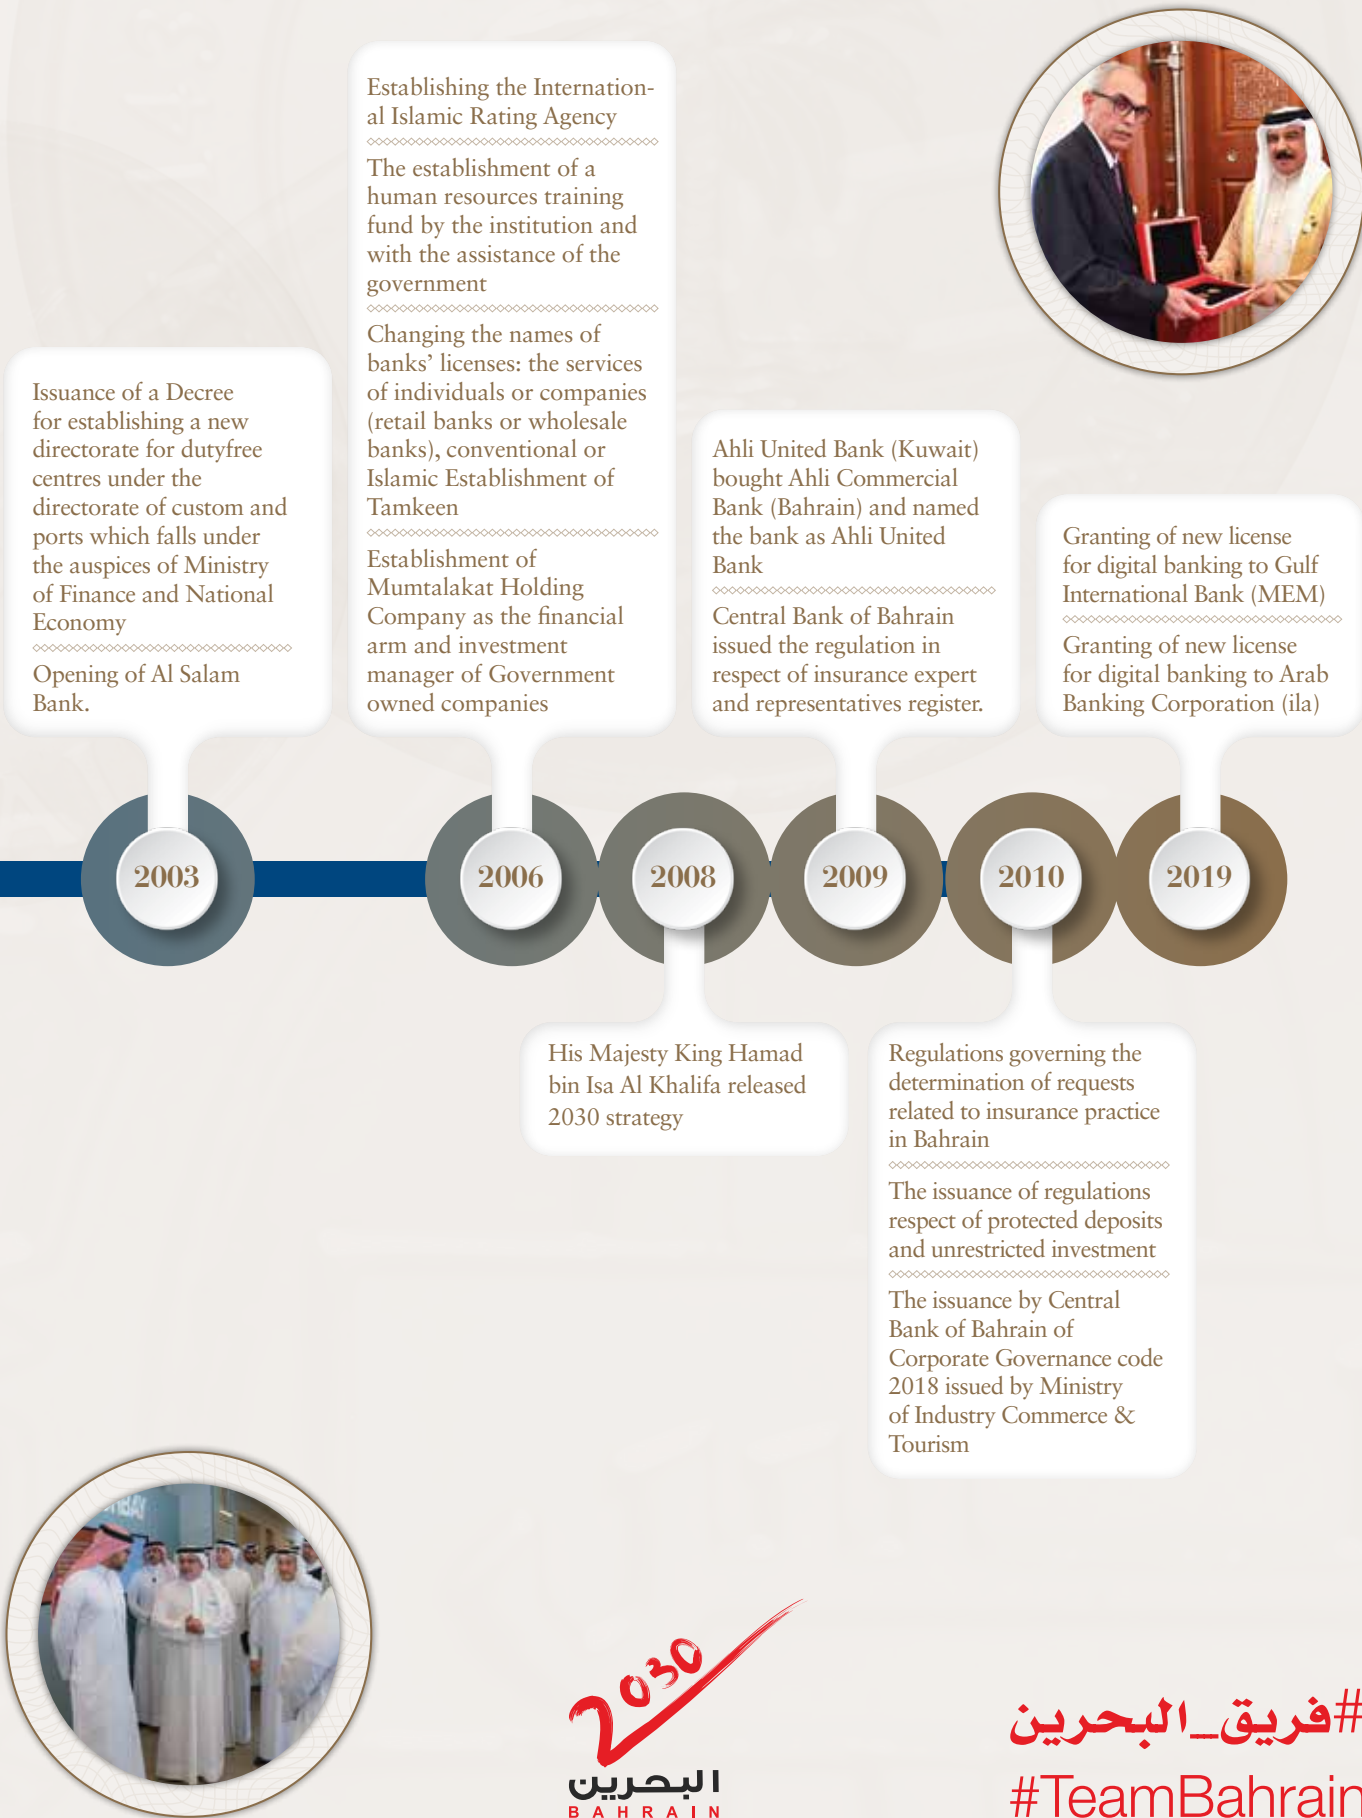 Issuance of a Decree
for establishing a new
directorate for dutyfree
centres under the
directorate of custom and
ports which falls under
the auspices of Ministry
of Finance and National
Economy
Opening of Al Salam
Bank.
2003
Establishing the Internation-
al Islamic Rating Agency
The establishment of a
human resources training
fund by the institution and
with the assistance of the
government
Changing the names of
banks’ licenses: the services
of individuals or companies
(retail banks or wholesale
banks), conventional or
Islamic Establishment of
Tamkeen
Establishment of
Mumtalakat Holding
Company as the financial
arm and investment
manager of Government
owned companies
2006
2008
His Majesty King Hamad
bin Isa Al Khalifa released
2030 strategy
Ahli United Bank (Kuwait)
bought Ahli Commercial
Bank (Bahrain) and named
the bank as Ahli United
Bank
Central Bank of Bahrain
issued the regulation in
respect of insurance expert
and representatives register.
2009
2010
Regulations governing the
determination of requests
related to insurance practice
in Bahrain
The issuance of regulations
respect of protected deposits
and unrestricted investment
The issuance by Central
Bank of Bahrain of
Corporate Governance code
2018 issued by Ministry
of Industry Commerce &
Tourism
Granting of new license
for digital banking to Gulf
International Bank (MEM)
Granting of new license
for digital banking to Arab
Banking Corporation (ila)
2019
2030
البحرين
BAHRAIN
#فريق_البحرين
#TeamBahrain